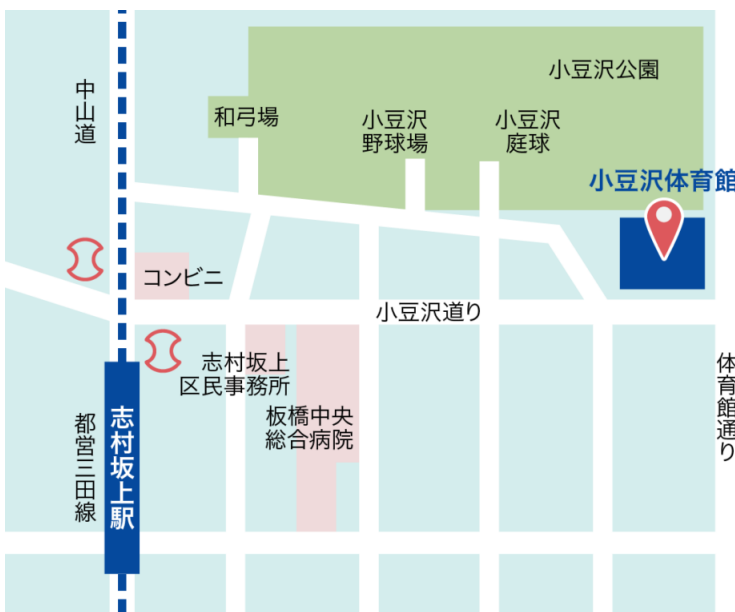 小豆沢公園
中山道
和弓場
小豆沢
野球場
小豆沢
庭球
小豆沢体育館
コンビニ
小豆沢道り
志村坂上
区民事務所
体育館通り
板橋中央
総合病院
志村坂上駅
都営三田線